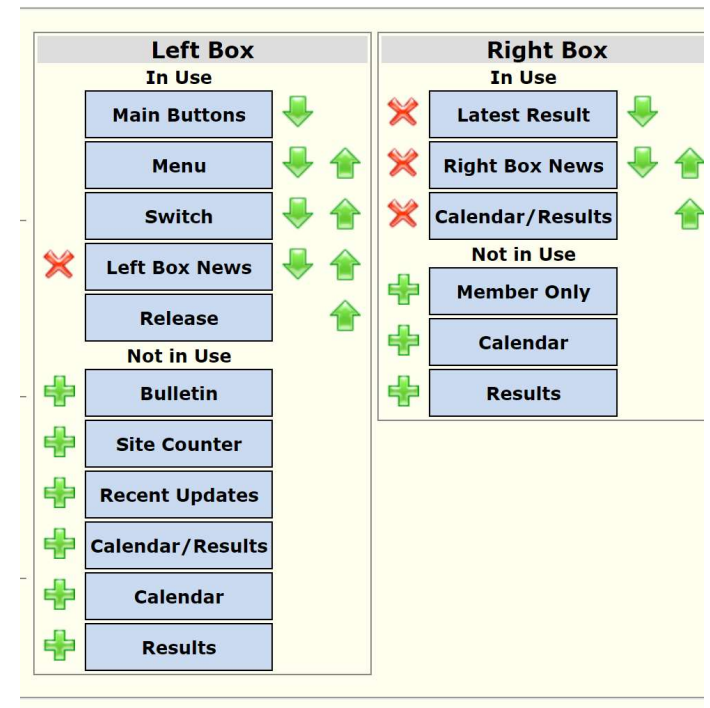 Left Box
In Use
Main Buttons
Menu
Switch
Left Box News
Release
Not in Use
Bulletin
Site Counter
Recent Updates
Calendar/Results
Calendar
Results
Right Box
In Use
Latest Result
Right Box News
Calendar/Results
Not in Use
Member Only
Calendar
Results